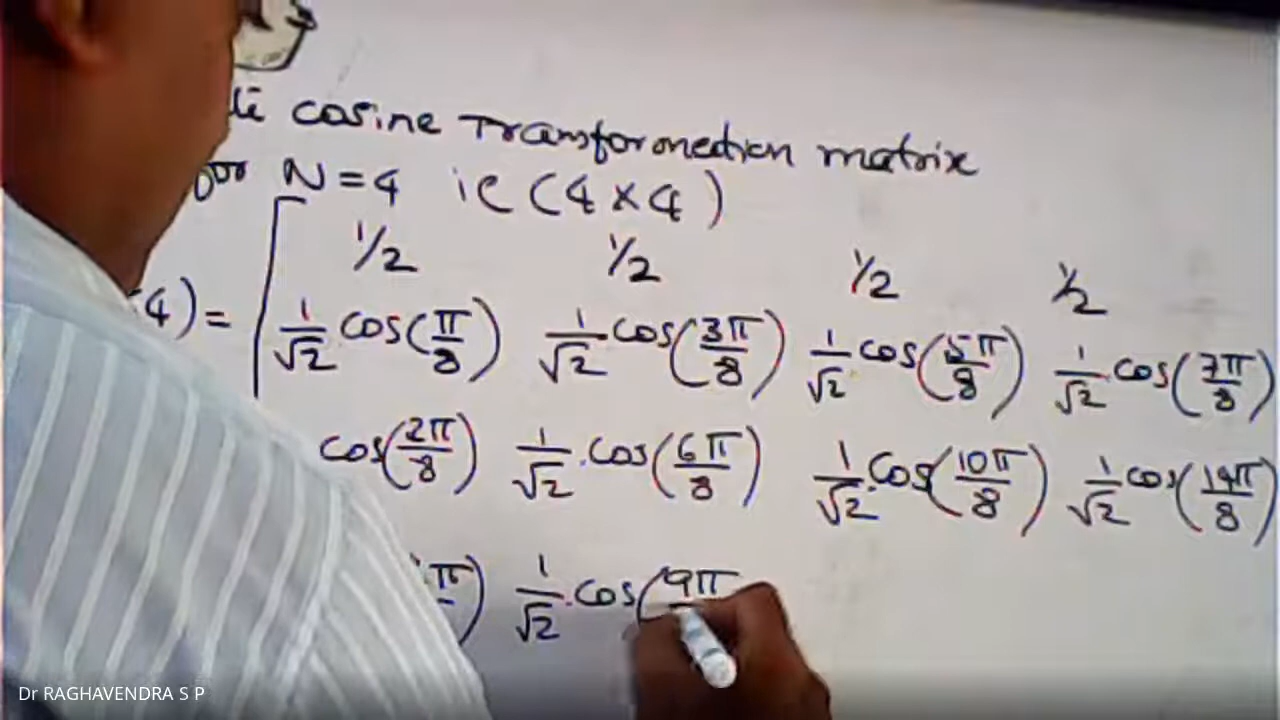 cosine Transformation matrix
for N=4 ie (4×4)
1/2 1/2 1/2 1/2
4)= [ 1/√2 cos(π/8) 1/√2 cos(3π/8) 1/√2 cos(5π/8) 1/√2 cos(7π/8)
cos(2π/8) 1/√2 .cos(6π/8) 1/√2 .cos(10π/8) 1/√2 cos(14π/8)
π) 1/√2 .cos(9π
Dr RAGHAVENDRA S P